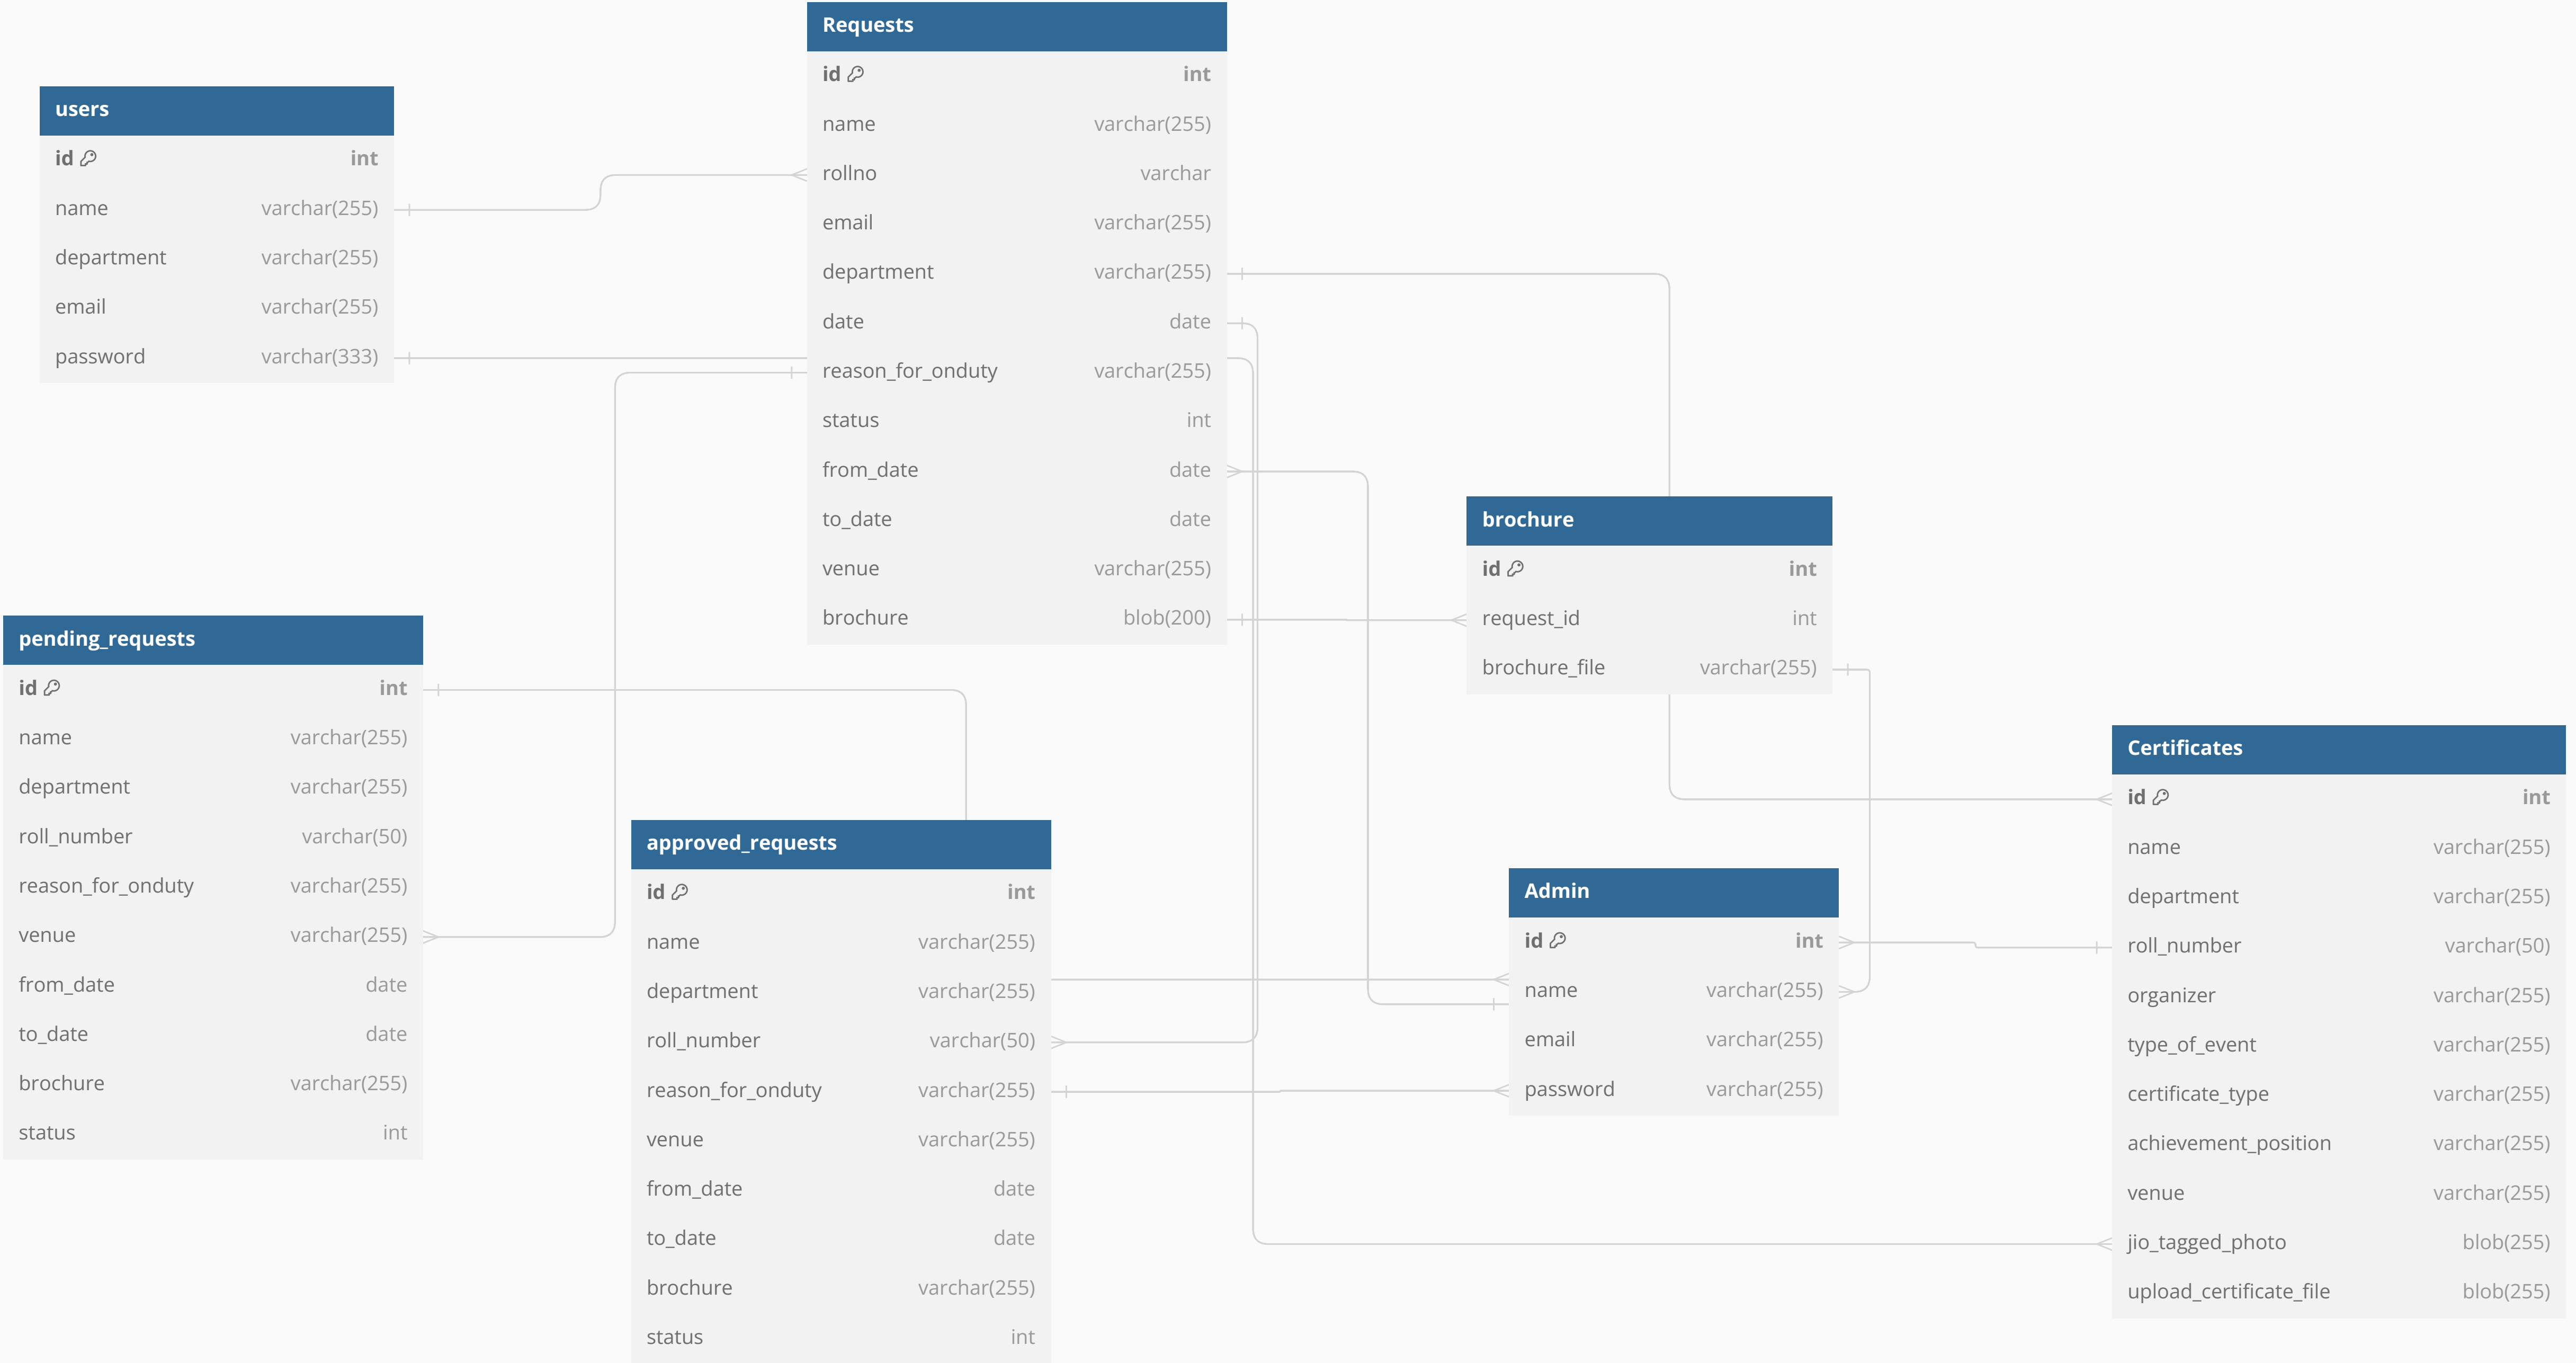 Requests
id int
name varchar(255)
rollno varchar
email varchar(255)
department varchar(255)
date date
reason_for_onduty varchar(255)
status int
from_date date
to_date date
venue varchar(255)
brochure blob(200)
users
id int
name varchar(255)
department varchar(255)
email varchar(255)
password varchar(333)
brochure
id int
request_id int
brochure_file varchar(255)
pending_requests
id int
name varchar(255)
department varchar(255)
roll_number varchar(50)
reason_for_onduty varchar(255)
venue varchar(255)
from_date date
to_date date
brochure varchar(255)
status int
approved_requests
id int
name varchar(255)
department varchar(255)
roll_number varchar(50)
reason_for_onduty varchar(255)
venue varchar(255)
from_date date
to_date date
brochure varchar(255)
status int
Admin
id int
name varchar(255)
email varchar(255)
password varchar(255)
Certificates
id int
name varchar(255)
department varchar(255)
roll_number varchar(50)
organizer varchar(255)
type_of_event varchar(255)
certificate_type varchar(255)
achievement_position varchar(255)
venue varchar(255)
jio_tagged_photo blob(255)
upload_certificate_file blob(255)